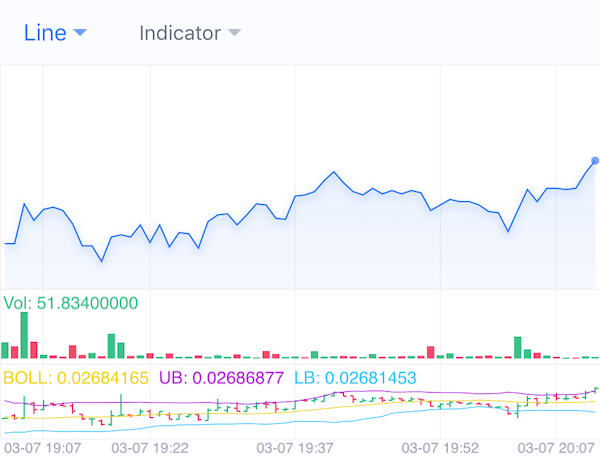 Line Indicator
Vol: 51.83400000
BOLL: 0.02684165 UB: 0.02686877 LB: 0.02681453
03-07 19:07 03-07 19:22 03-07 19:37 03-07 19:52 03-07 20:07